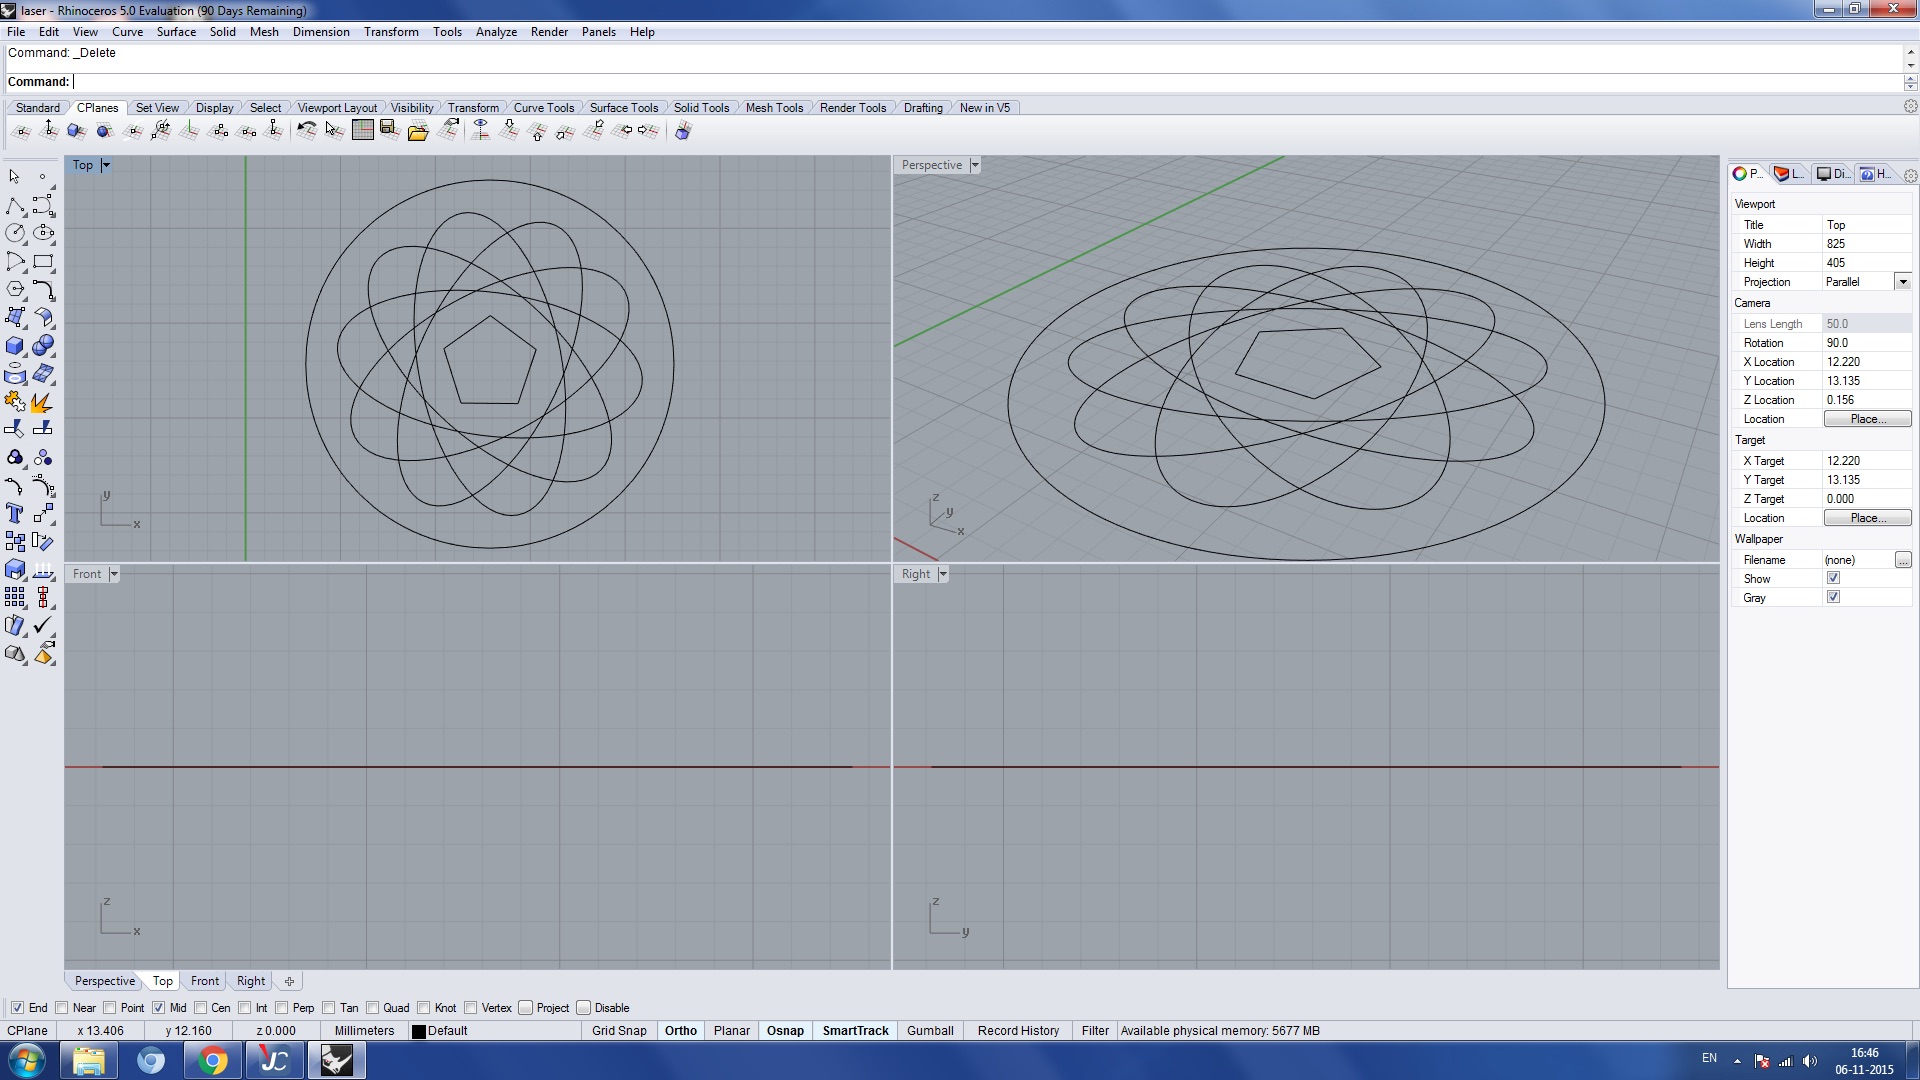 laser - Rhinoceros 5.0 Evaluation (90 Days Remaining)
File Edit View Curve Surface Solid Mesh Dimension Transform Tools Analyze Render Panels Help
Command: _Delete
Command:
Standard CPlanes Set View Display Select Viewport Layout Visibility Transform Curve Tools Surface Tools Solid Tools Mesh Tools Render Tools Drafting New in V5
Top
Perspective
y
x
z
y
x
Front
Right
z
x
z
y
P... L... Di... H...
Viewport
Title Top
Width 825
Height 405
Projection Parallel
Camera
Lens Length 50.0
Rotation 90.0
X Location 12.220
Y Location 13.135
Z Location 0.156
Location Place...
Target
X Target 12.220
Y Target 13.135
Z Target 0.000
Location Place...
Wallpaper
Filename (none) ...
Show
Gray
Perspective Top Front Right
End Near Point Mid Cen Int Perp Tan Quad Knot Vertex Project Disable
CPlane x 13.406 y 12.160 z 0.000 Millimeters Default Grid Snap Ortho Planar Osnap SmartTrack Gumball Record History Filter Available physical memory: 5677 MB
JC
EN
16:46
06-11-2015